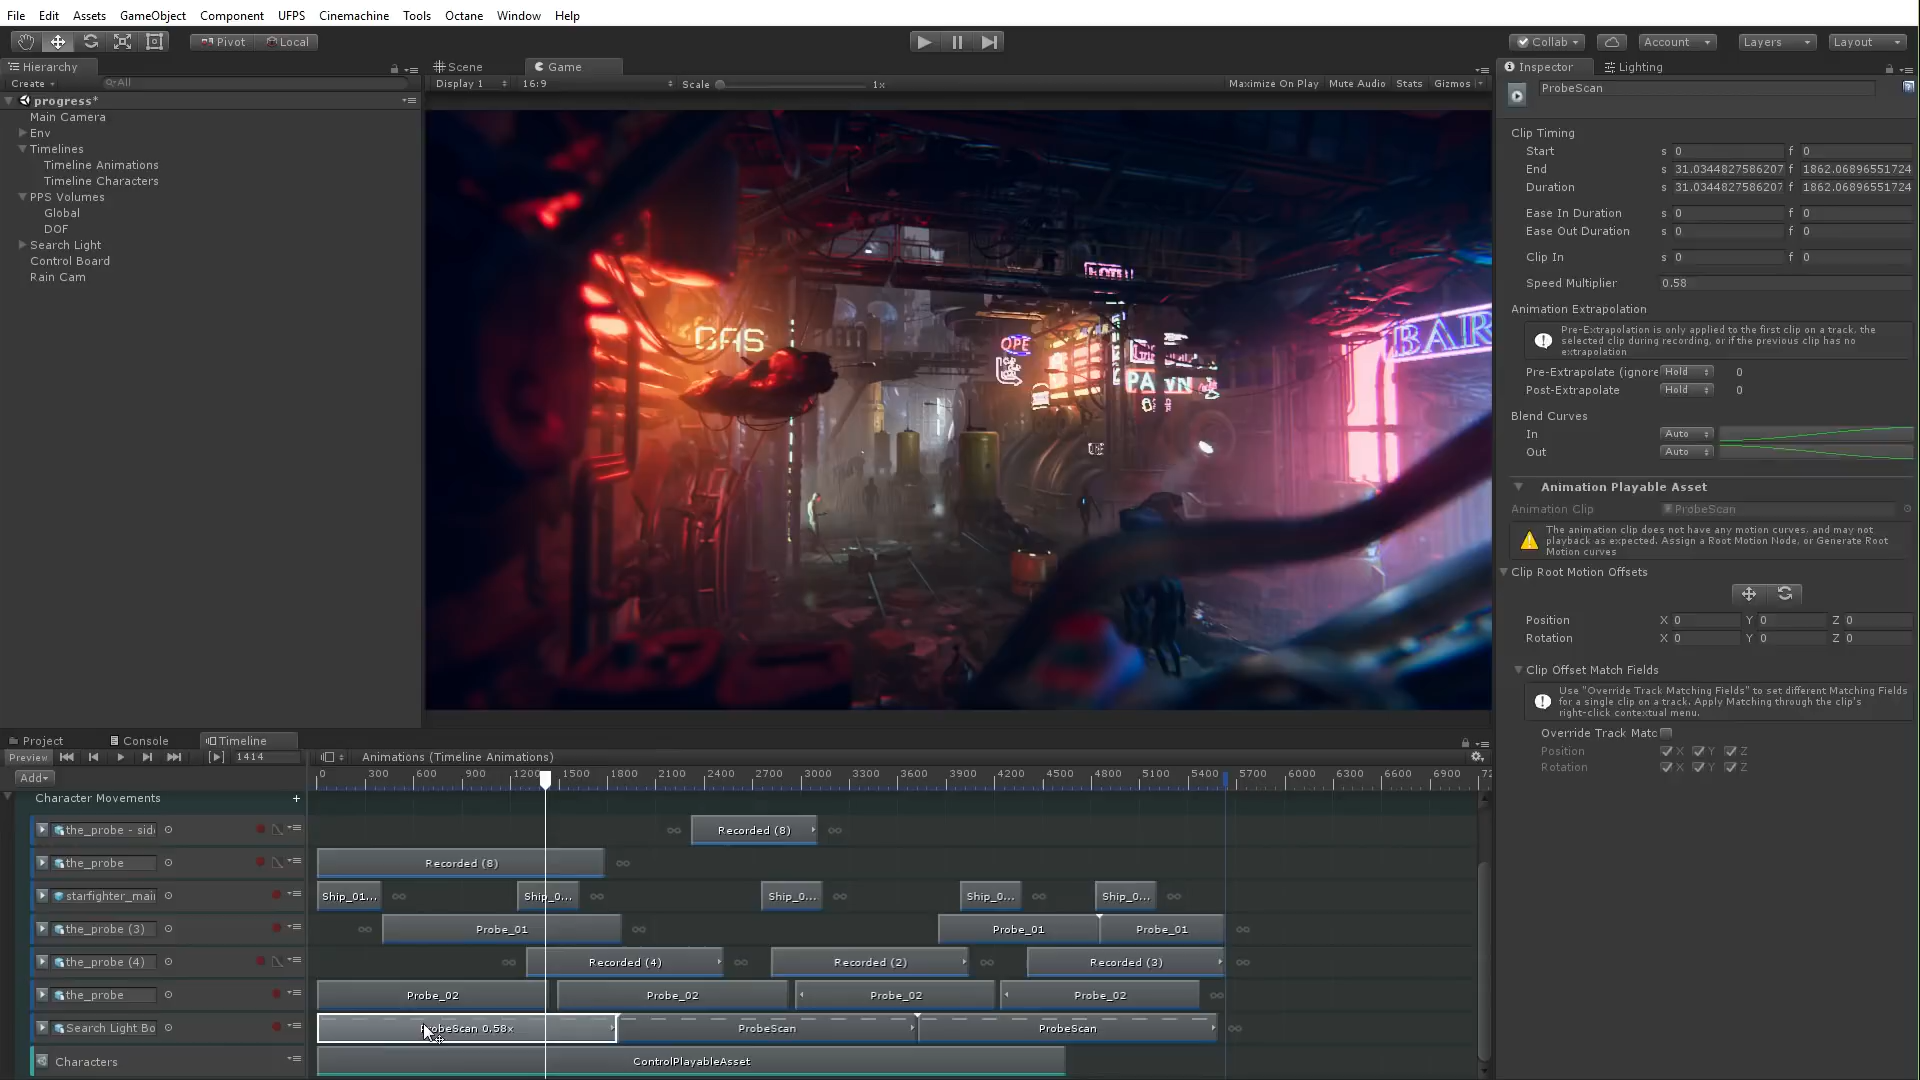 File Edit Assets GameObject Component UFPS Cinemachine Tools Octane Window Help
Pivot Local Collab Account Layers Layout
Hierarchy Scene Game Inspector Lighting
Create All Display 1 16:9 Scale 1x Maximize On Play Mute Audio Stats Gizmos
ProbeScan
progress*
Main Camera
Env
Timelines
Timeline Animations
Timeline Characters
PPS Volumes
Global
DOF
Search Light
Control Board
Rain Cam
GAS
OPE
PAWN
BAR
Clip Timing
Start s 0 f 0
End s 31.0344827586207 f 1862.06896551724
Duration s 31.0344827586207 f 1862.06896551724
Ease In Duration s 0 f 0
Ease Out Duration s 0 f 0
Clip In s 0 f 0
Speed Multiplier 0.58
Animation Extrapolation
Pre-Extrapolation is only applied to the first clip on a track, the
selected clip during recording, or if the previous clip has no
extrapolation
Pre-Extrapolate (ignore Hold 0
Post-Extrapolate Hold 0
Blend Curves
In Auto
Out Auto
Animation Playable Asset
Animation Clip ProbeScan
The animation clip does not have any motion curves, and may not
playback as expected. Assign a Root Motion Node, or Generate Root
Motion curves
Clip Root Motion Offsets
Position X 0 Y 0 Z 0
Rotation X 0 Y 0 Z 0
Clip Offset Match Fields
Use "Override Track Matching Fields" to set different Matching Fields
for a single clip on a track. Apply Matching through the clip's
right-click contextual menu.
Override Track Matc
Position X Y Z
Rotation X Y Z
Project Console Timeline
Preview 1414 Animations (Timeline Animations)
Add 0 300 600 900 1200 1500 1800 2100 2400 2700 3000 3300 3600 3900 4200 4500 4800 5100 5400 5700 6000 6300 6600 6900 72
Character Movements
the_probe - sid Recorded (8)
the_probe Recorded (8)
starfighter_mai Ship_01... Ship_0... Ship_0... Ship_0... Ship_0...
the_probe (3) Probe_01 Probe_01 Probe_01
the_probe (4) Recorded (4) Recorded (2) Recorded (3)
the_probe Probe_02 Probe_02 Probe_02 Probe_02
Search Light Bo ProbeScan 0.58x ProbeScan ProbeScan
Characters ControlPlayableAsset